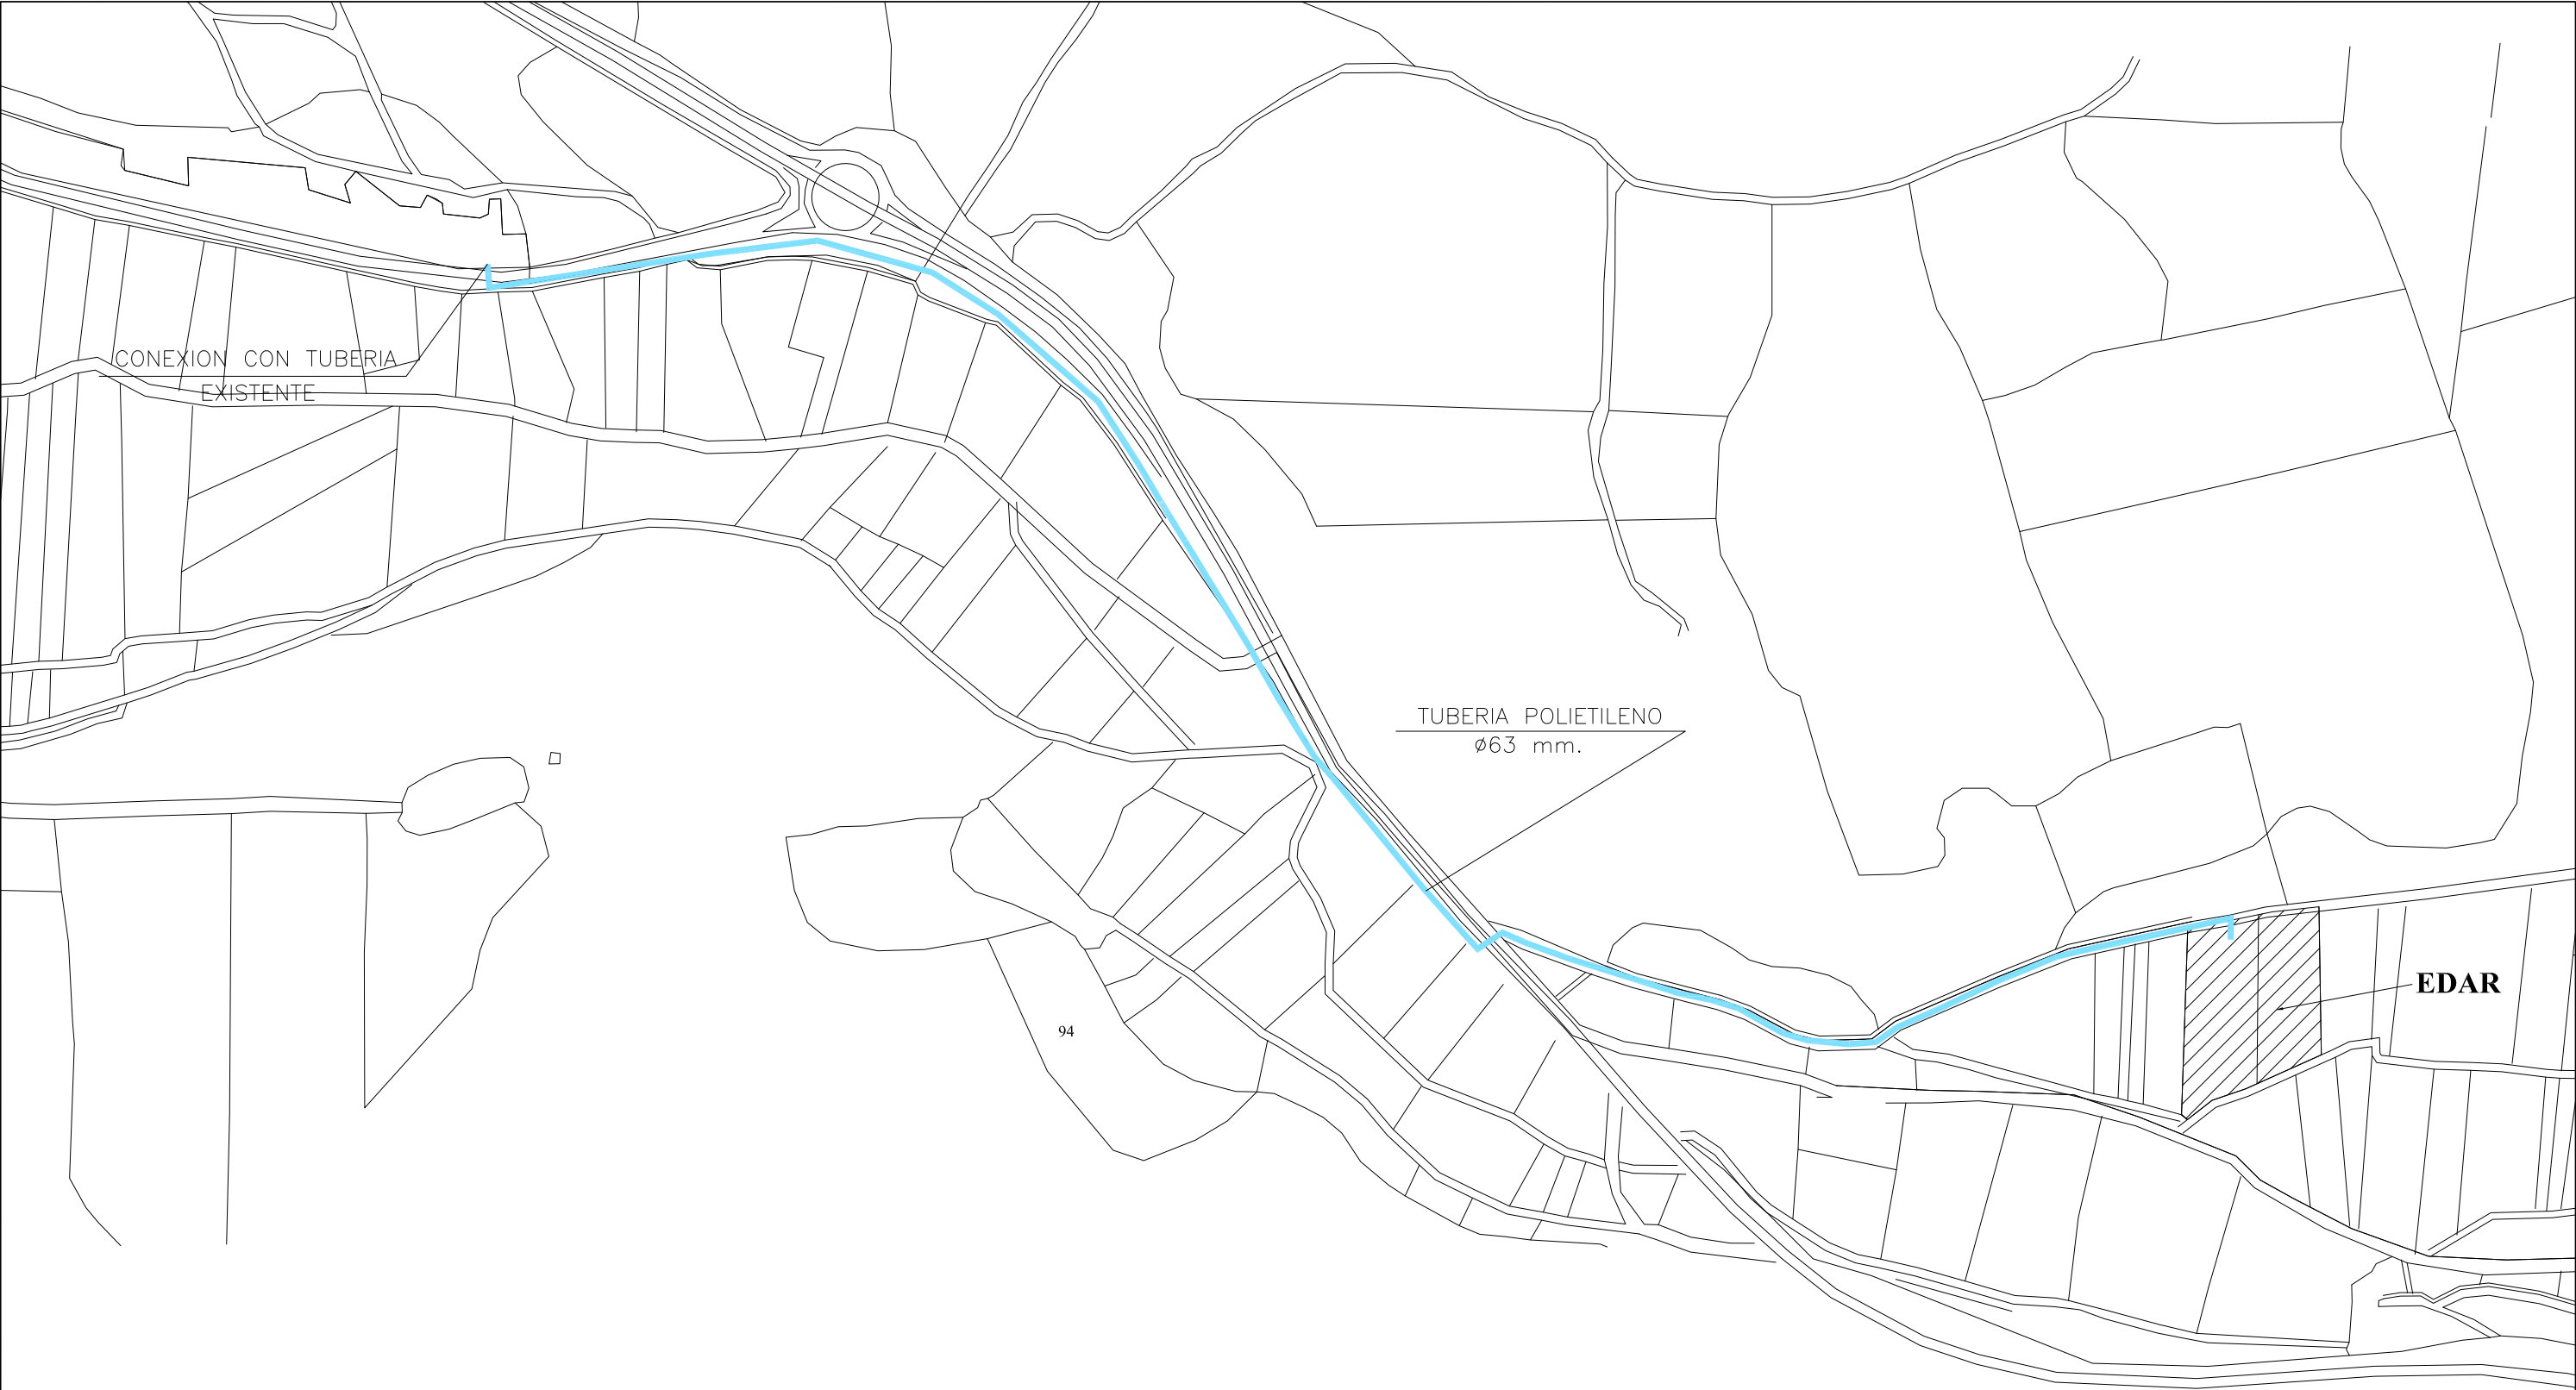 CONEXION CON TUBERIA
EXISTENTE
TUBERIA POLIETILENO
Ø63 mm.
EDAR
94